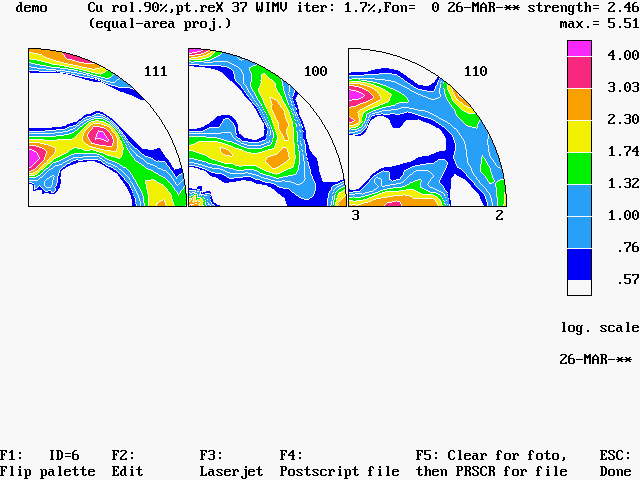 demo Cu rol.90%,pt.reX 37 WIMV iter: 1.7%,Fon= 0 26-MAR-** strength= 2.46
(equal-area proj.) max.= 5.51
111 100 110
4.00
3.03
2.30
1.74
1.32
1.00
.76
.57
3 2
log. scale
26-MAR-**
F1: ID=6 F2: F3: F4: F5: Clear for foto, ESC:
Flip palette Edit Laserjet Postscript file then PRSCR for file Done